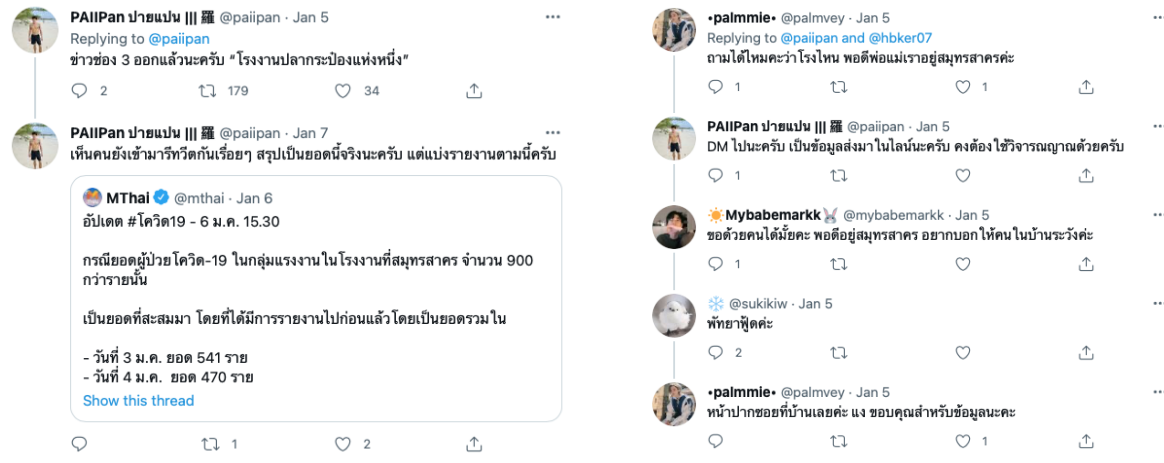 PAIIPan ปายแปน ||| 羅 @paiipan · Jan 5
Replying to @paiipan
ข่าวช่อง 3 ออกแล้วนะครับ “โรงงานปลากระป๋องแห่งหนึ่ง”
2 179 34
PAIIPan ปายแปน ||| 羅 @paiipan · Jan 7
เห็นคนยังเข้ามารีทวีตกันเรื่อยๆ สรุปเป็นยอดนี้จริงนะครับ แต่แบ่งรายงานตามนี้ครับ
MThai @mthai · Jan 6
อัปเดต #โควิด19 - 6 ม.ค. 15.30
กรณียอดผู้ป่วยโควิด-19 ในกลุ่มแรงงานในโรงงานที่สมุทรสาคร จำนวน 900
กว่ารายนั้น
เป็นยอดที่สะสมมา โดยที่ได้มีการรายงานไปก่อนแล้วโดยเป็นยอดรวมใน
- วันที่ 3 ม.ค. ยอด 541 ราย
- วันที่ 4 ม.ค. ยอด 470 ราย
Show this thread
1 2
•palmmie• @palmvey · Jan 5
Replying to @paiipan and @hbker07
ถามได้ไหมคะว่าโรงไหน พอดีพ่อแม่เราอยู่สมุทรสาครค่ะ
1 1
PAIIPan ปายแปน ||| 羅 @paiipan · Jan 5
DM ไปนะครับ เป็นข้อมูลส่งมาในไลน์นะครับ คงต้องใช้วิจารณญาณด้วยครับ
1
Mybabemarkk @mybabemarkk · Jan 5
ขอด้วยคนได้มั้ยคะ พอดีอยู่สมุทรสาคร อยากบอกให้คนในบ้านระวังค่ะ
1
@sukikiw · Jan 5
พัทยาฟู้ดค่ะ
2
•palmmie• @palmvey · Jan 5
หน้าปากซอยที่บ้านเลยค่ะ แง ขอบคุณสำหรับข้อมูลนะคะ
1